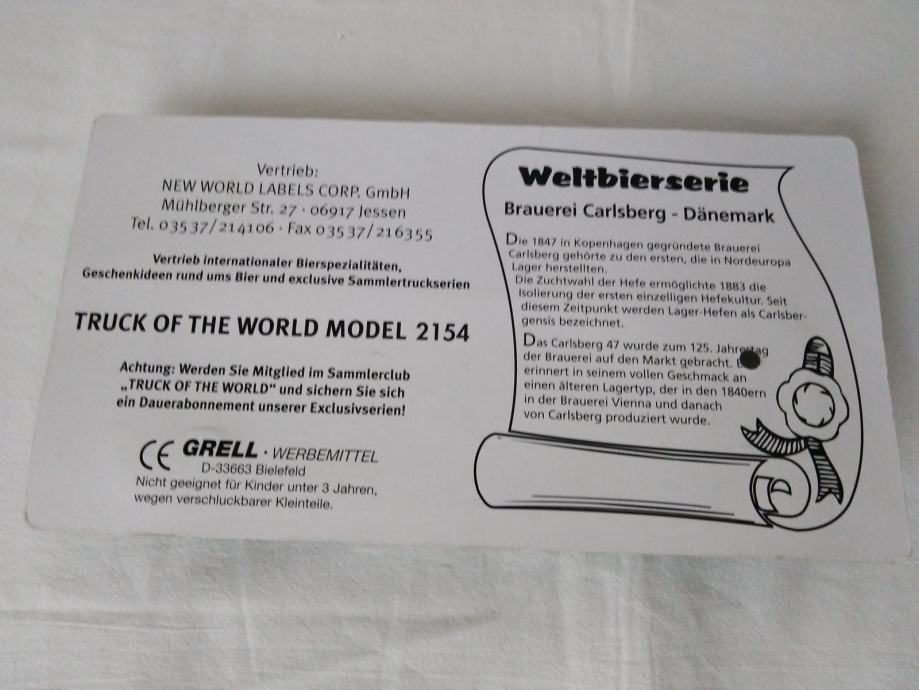 Vertrieb:
NEW WORLD LABELS CORP. GmbH
Mühlberger Str. 27 · 06917 Jessen
Tel. 03537/214106 · Fax 03537/216355
Vertrieb internationaler Bierspezialitäten,
Geschenkideen rund ums Bier und exclusive Sammlertruckserien
TRUCK OF THE WORLD MODEL 2154
Achtung: Werden Sie Mitglied im Sammlerclub
„TRUCK OF THE WORLD" und sichern Sie sich
ein Dauerabonnement unserer Exclusivserien!
CE GRELL · WERBEMITTEL
D-33663 Bielefeld
Nicht geeignet für Kinder unter 3 Jahren,
wegen verschluckbarer Kleinteile.
Weltbierserie
Brauerei Carlsberg - Dänemark
Die 1847 in Kopenhagen gegründete Brauerei
Carlsberg gehörte zu den ersten, die in Nordeuropa
Lager herstellten.
Die Zuchtwahl der Hefe ermöglichte 1883 die
Isolierung der ersten einzelligen Hefekultur. Seit
diesem Zeitpunkt werden Lager-Hefen als Carlsber-
gensis bezeichnet.
Das Carlsberg 47 wurde zum 125. Jahrestag
der Brauerei auf den Markt gebracht.
erinnert in seinem vollen Geschmack an
einen älteren Lagertyp, der in den 1840ern
in der Brauerei Vienna und danach
von Carlsberg produziert wurde.